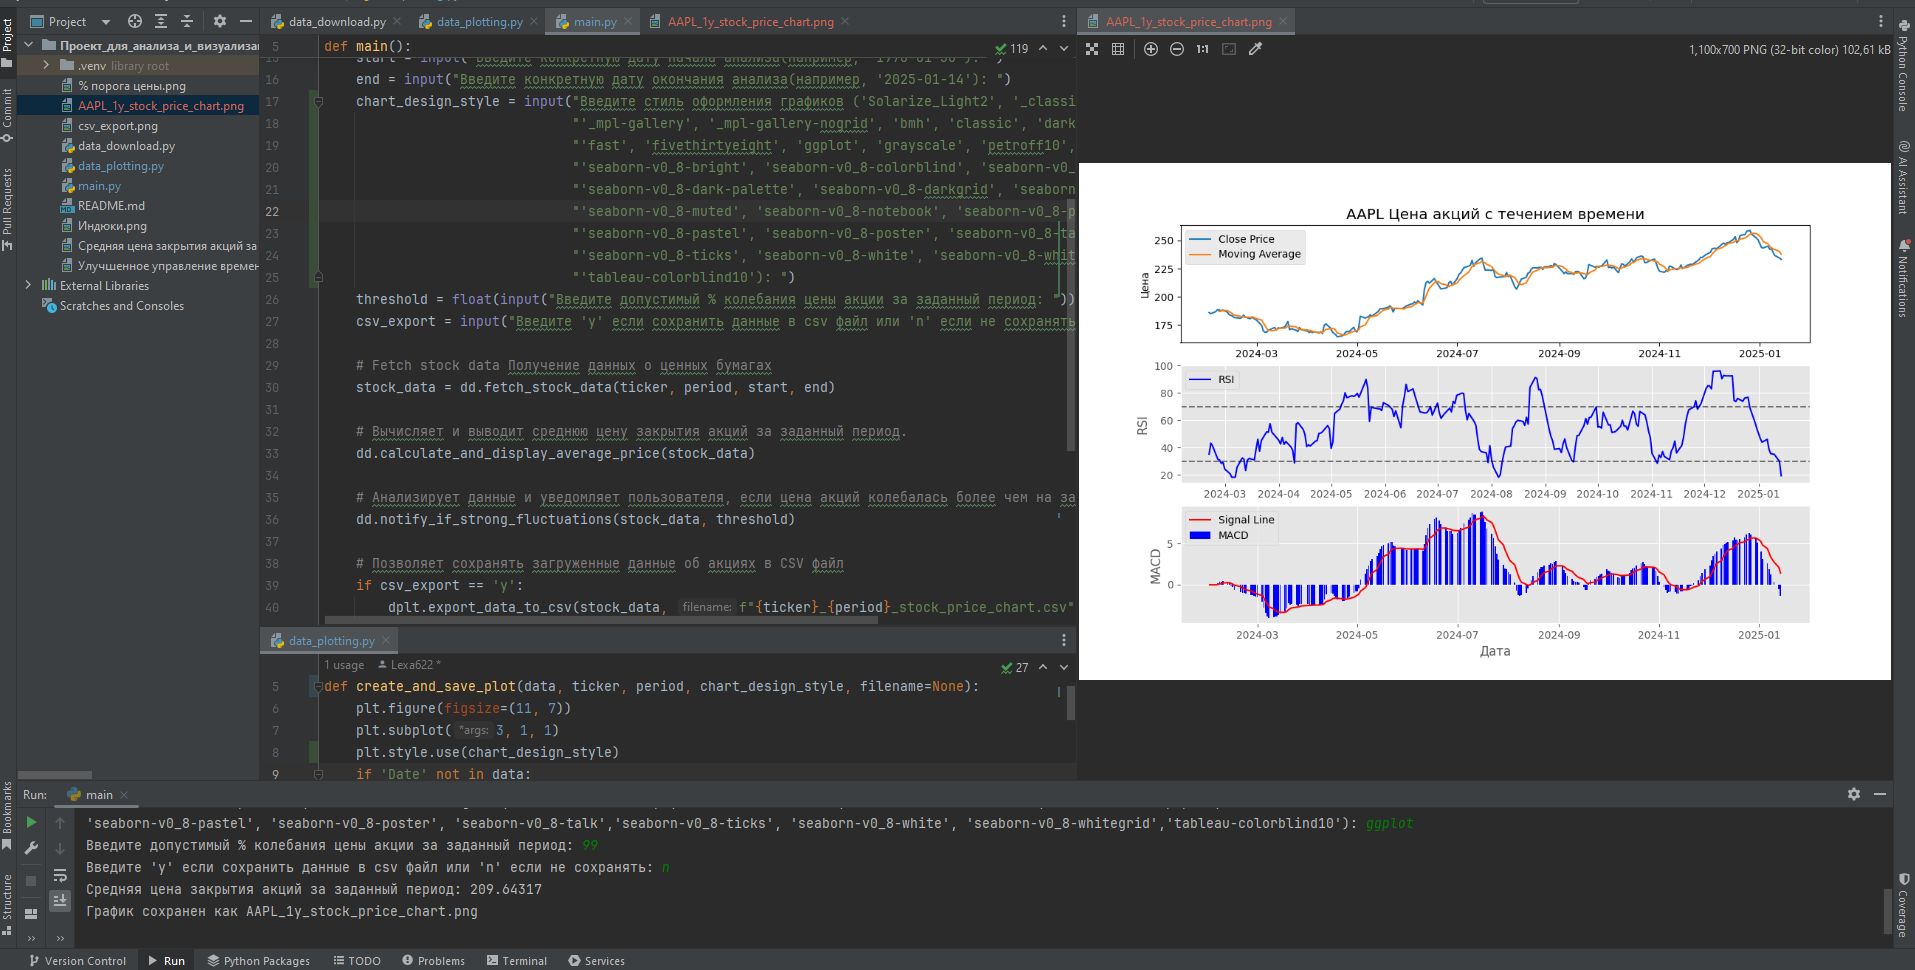 Project
data_download.py
data_plotting.py
main.py
AAPL_1y_stock_price_chart.png
AAPL_1y_stock_price_chart.png
1,100x700 PNG (32-bit color) 102,61 kB
1:1
Project
Commit
Pull Requests
Bookmarks
Structure
Python Console
AI Assistant
Notifications
Coverage
Проект_для_анализа_и_визуализа
.venv library root
% порога цены.png
AAPL_1y_stock_price_chart.png
csv_export.png
data_download.py
data_plotting.py
main.py
README.md
Индюки.png
Средняя цена закрытия акций за
Улучшенное управление времен
External Libraries
Scratches and Consoles
5 def main():
119
16 end = input("Введите конкретную дату окончания анализа(например, '2025-01-14'): ")
17 chart_design_style = input("Введите стиль оформления графиков ('Solarize_Light2', '_classi
18 "'_mpl-gallery', '_mpl-gallery-nogrid', 'bmh', 'classic', 'dark
19 "'fast', 'fivethirtyeight', 'ggplot', 'grayscale', 'petroff10',
20 "'seaborn-v0_8-bright', 'seaborn-v0_8-colorblind', 'seaborn-v0_
21 "'seaborn-v0_8-dark-palette', 'seaborn-v0_8-darkgrid', 'seaborn
22 "'seaborn-v0_8-muted', 'seaborn-v0_8-notebook', 'seaborn-v0_8-p
23 "'seaborn-v0_8-pastel', 'seaborn-v0_8-poster', 'seaborn-v0_8-ta
24 "'seaborn-v0_8-ticks', 'seaborn-v0_8-white', 'seaborn-v0_8-whit
25 "'tableau-colorblind10'): ")
26 threshold = float(input("Введите допустимый % колебания цены акции за заданный период: "))
27 csv_export = input("Введите 'y' если сохранить данные в csv файл или 'n' если не сохранять
28
29 # Fetch stock data Получение данных о ценных бумагах
30 stock_data = dd.fetch_stock_data(ticker, period, start, end)
31
32 # Вычисляет и выводит среднюю цену закрытия акций за заданный период.
33 dd.calculate_and_display_average_price(stock_data)
34
35 # Анализирует данные и уведомляет пользователя, если цена акций колебалась более чем на за
36 dd.notify_if_strong_fluctuations(stock_data, threshold)
37
38 # Позволяет сохранять загруженные данные об акциях в CSV файл
39 if csv_export == 'y':
40 dplt.export_data_to_csv(stock_data, filename: f"{ticker}_{period}_stock_price_chart.csv"
data_plotting.py
1 usage Lexa622 *
27
5 def create_and_save_plot(data, ticker, period, chart_design_style, filename=None):
6 plt.figure(figsize=(11, 7))
7 plt.subplot( *args: 3, 1, 1)
8 plt.style.use(chart_design_style)
9 if 'Date' not in data:
AAPL Цена акций с течением времени
Close Price
Moving Average
Цена
250
225
200
175
2024-03 2024-05 2024-07 2024-09 2024-11 2025-01
RSI
RSI
100
80
60
40
20
2024-03 2024-04 2024-05 2024-06 2024-07 2024-08 2024-09 2024-10 2024-11 2024-12 2025-01
Signal Line
MACD
MACD
5
0
2024-03 2024-05 2024-07 2024-09 2024-11 2025-01
Дата
Run: main
'seaborn-v0_8-pastel', 'seaborn-v0_8-poster', 'seaborn-v0_8-talk','seaborn-v0_8-ticks', 'seaborn-v0_8-white', 'seaborn-v0_8-whitegrid','tableau-colorblind10'): ggplot
Введите допустимый % колебания цены акции за заданный период: 99
Введите 'y' если сохранить данные в csv файл или 'n' если не сохранять: n
Средняя цена закрытия акций за заданный период: 209.64317
График сохранен как AAPL_1y_stock_price_chart.png
Version Control Run Python Packages TODO Problems Terminal Services